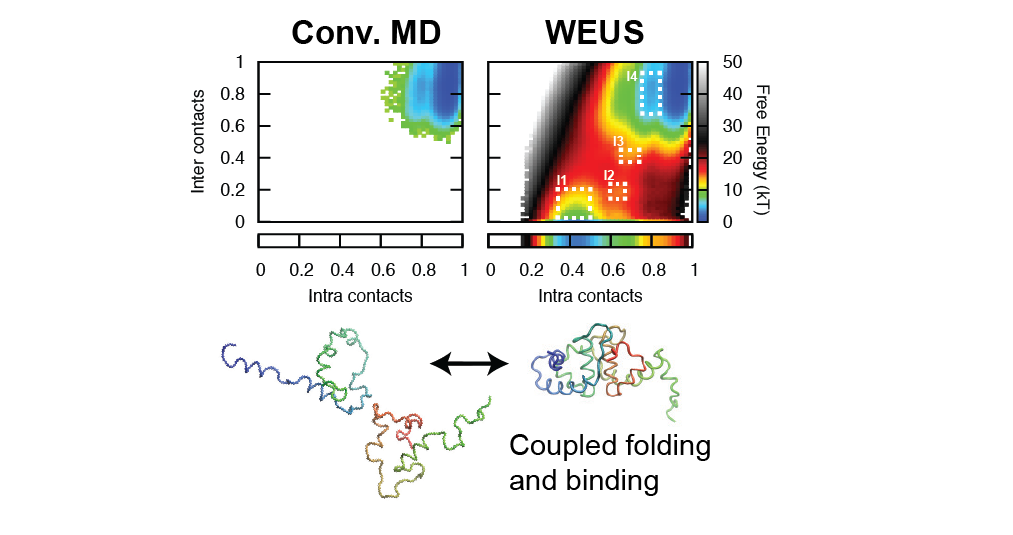 Conv. MD
WEUS
1
0.8
0.6
0.4
0.2
0
Inter contacts
I4
I3
I1
I2
50
40
30
20
10
0
Free Energy (kT)
0 0.2 0.4 0.6 0.8 1
0 0.2 0.4 0.6 0.8 1
Intra contacts
Intra contacts
Coupled folding
and binding